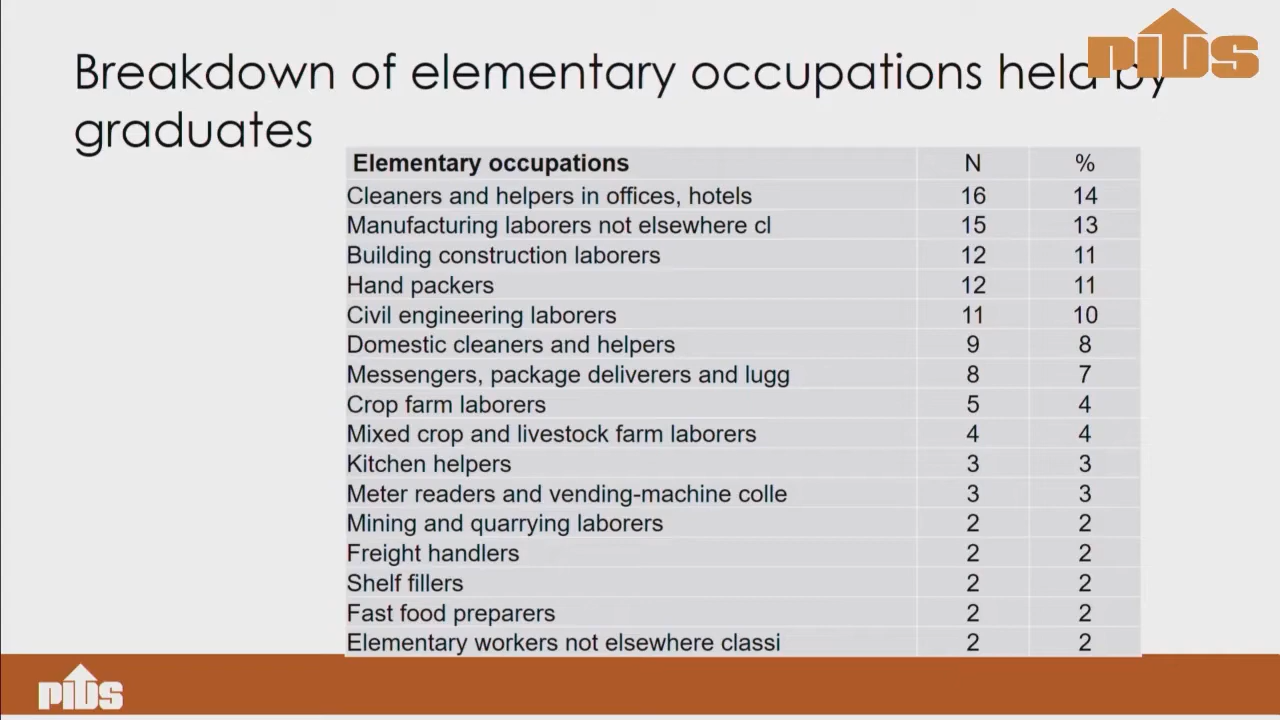 Breakdown of elementary occupations held by
graduates
PIDS
Elementary occupations N %
Cleaners and helpers in offices, hotels 16 14
Manufacturing laborers not elsewhere cl 15 13
Building construction laborers 12 11
Hand packers 12 11
Civil engineering laborers 11 10
Domestic cleaners and helpers 9 8
Messengers, package deliverers and lugg 8 7
Crop farm laborers 5 4
Mixed crop and livestock farm laborers 4 4
Kitchen helpers 3 3
Meter readers and vending-machine colle 3 3
Mining and quarrying laborers 2 2
Freight handlers 2 2
Shelf fillers 2 2
Fast food preparers 2 2
Elementary workers not elsewhere classi 2 2
PIDS